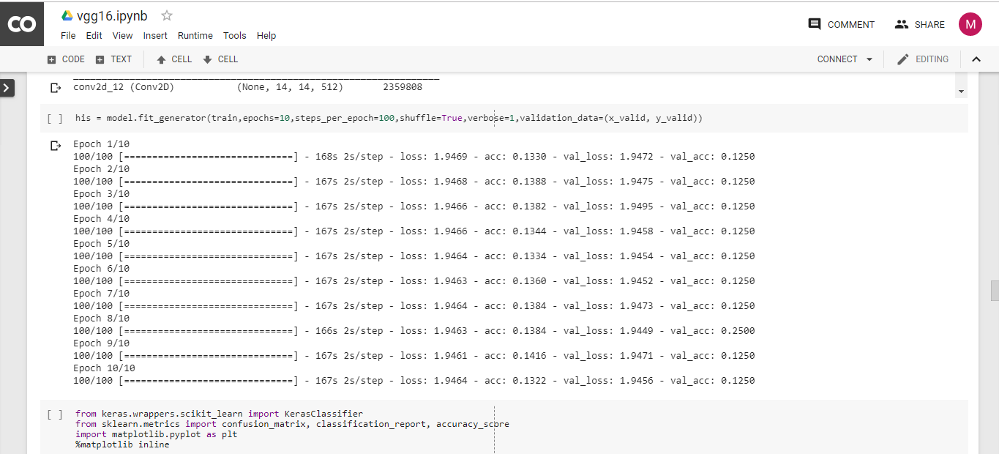 CO vgg16.ipynb
File Edit View Insert Runtime Tools Help
COMMENT SHARE M
CODE TEXT CELL CELL CONNECT EDITING
conv2d_12 (Conv2D) (None, 14, 14, 512) 2359808
[ ] his = model.fit_generator(train,epochs=10,steps_per_epoch=100,shuffle=True,verbose=1,validation_data=(x_valid, y_valid))
Epoch 1/10
100/100 [==============================] - 168s 2s/step - loss: 1.9469 - acc: 0.1330 - val_loss: 1.9472 - val_acc: 0.1250
Epoch 2/10
100/100 [==============================] - 167s 2s/step - loss: 1.9468 - acc: 0.1388 - val_loss: 1.9475 - val_acc: 0.1250
Epoch 3/10
100/100 [==============================] - 167s 2s/step - loss: 1.9466 - acc: 0.1382 - val_loss: 1.9495 - val_acc: 0.1250
Epoch 4/10
100/100 [==============================] - 167s 2s/step - loss: 1.9466 - acc: 0.1344 - val_loss: 1.9458 - val_acc: 0.1250
Epoch 5/10
100/100 [==============================] - 167s 2s/step - loss: 1.9464 - acc: 0.1334 - val_loss: 1.9454 - val_acc: 0.1250
Epoch 6/10
100/100 [==============================] - 167s 2s/step - loss: 1.9463 - acc: 0.1360 - val_loss: 1.9452 - val_acc: 0.1250
Epoch 7/10
100/100 [==============================] - 167s 2s/step - loss: 1.9464 - acc: 0.1384 - val_loss: 1.9473 - val_acc: 0.1250
Epoch 8/10
100/100 [==============================] - 166s 2s/step - loss: 1.9463 - acc: 0.1384 - val_loss: 1.9449 - val_acc: 0.2500
Epoch 9/10
100/100 [==============================] - 167s 2s/step - loss: 1.9461 - acc: 0.1416 - val_loss: 1.9471 - val_acc: 0.1250
Epoch 10/10
100/100 [==============================] - 167s 2s/step - loss: 1.9464 - acc: 0.1322 - val_loss: 1.9456 - val_acc: 0.1250
[ ] from keras.wrappers.scikit_learn import KerasClassifier
from sklearn.metrics import confusion_matrix, classification_report, accuracy_score
import matplotlib.pyplot as plt
%matplotlib inline